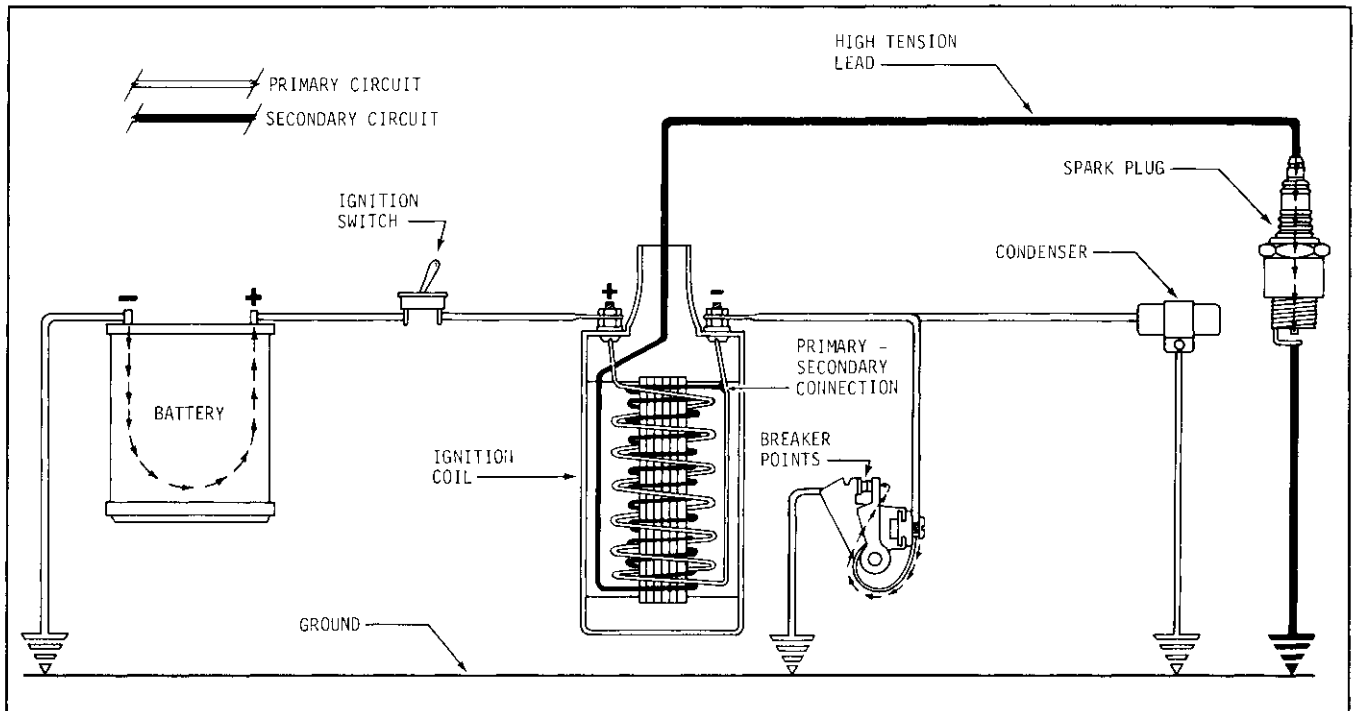 HIGH TENSION
LEAD
PRIMARY CIRCUIT
SECONDARY CIRCUIT
SPARK PLUG
IGNITION
SWITCH
CONDENSER
-
+
+
-
PRIMARY -
SECONDARY
CONNECTION
BATTERY
BREAKER
POINTS
IGNITION
COIL
GROUND